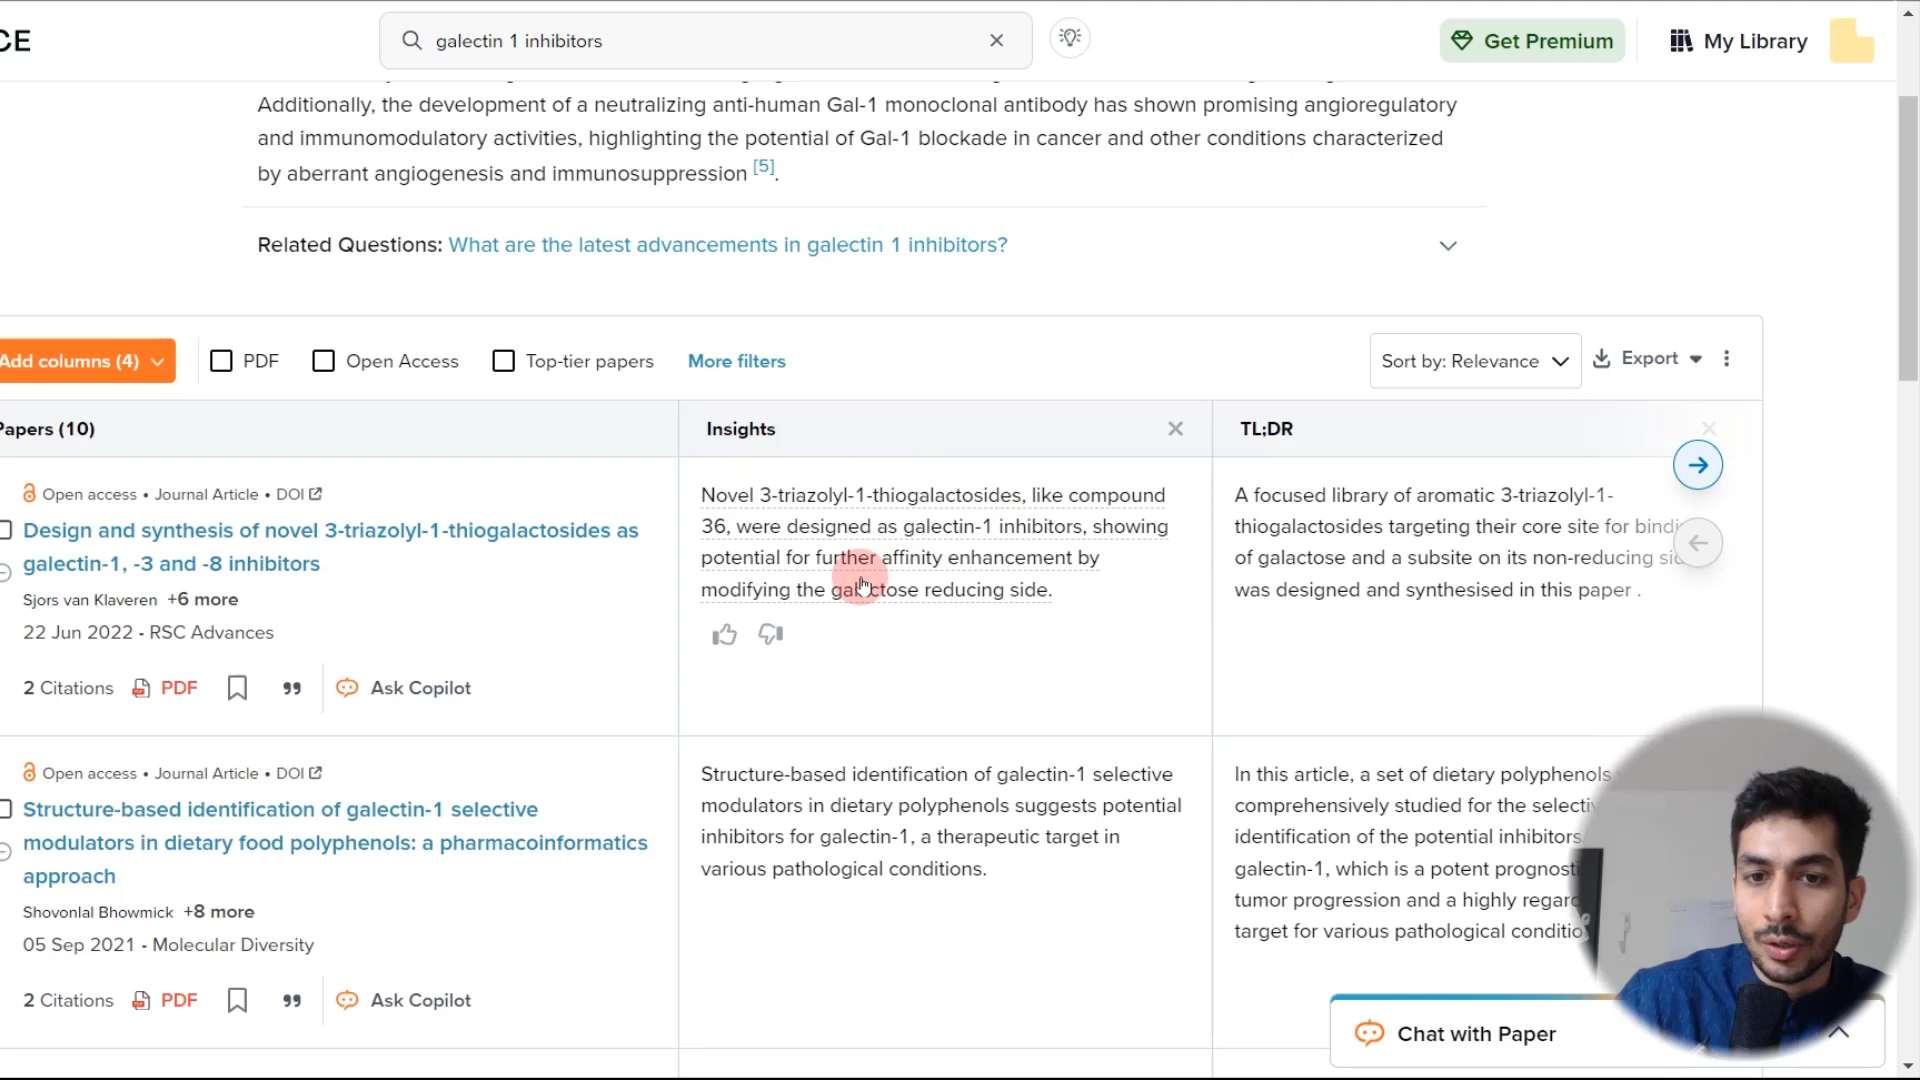 CE
galectin 1 inhibitors
Get Premium
My Library
Additionally, the development of a neutralizing anti-human Gal-1 monoclonal antibody has shown promising angioregulatory
and immunomodulatory activities, highlighting the potential of Gal-1 blockade in cancer and other conditions characterized
by aberrant angiogenesis and immunosuppression [5].
Related Questions: What are the latest advancements in galectin 1 inhibitors?
Add columns (4)
PDF
Open Access
Top-tier papers
More filters
Sort by: Relevance
Export
Papers (10)
Insights
TL;DR
Open access • Journal Article • DOI
Design and synthesis of novel 3-triazolyl-1-thiogalactosides as
galectin-1, -3 and -8 inhibitors
Sjors van Klaveren +6 more
22 Jun 2022 - RSC Advances
2 Citations
PDF
Ask Copilot
Novel 3-triazolyl-1-thiogalactosides, like compound
36, were designed as galectin-1 inhibitors, showing
potential for further affinity enhancement by
modifying the galactose reducing side.
A focused library of aromatic 3-triazolyl-1-
thiogalactosides targeting their core site for bindi
of galactose and a subsite on its non-reducing sid
was designed and synthesised in this paper .
Open access • Journal Article • DOI
Structure-based identification of galectin-1 selective
modulators in dietary food polyphenols: a pharmacoinformatics
approach
Shovonlal Bhowmick +8 more
05 Sep 2021 - Molecular Diversity
2 Citations
PDF
Ask Copilot
Structure-based identification of galectin-1 selective
modulators in dietary polyphenols suggests potential
inhibitors for galectin-1, a therapeutic target in
various pathological conditions.
In this article, a set of dietary polyphenols
comprehensively studied for the selecti
identification of the potential inhibitors
galectin-1, which is a potent prognosti
tumor progression and a highly regard
target for various pathological conditio
Chat with Paper